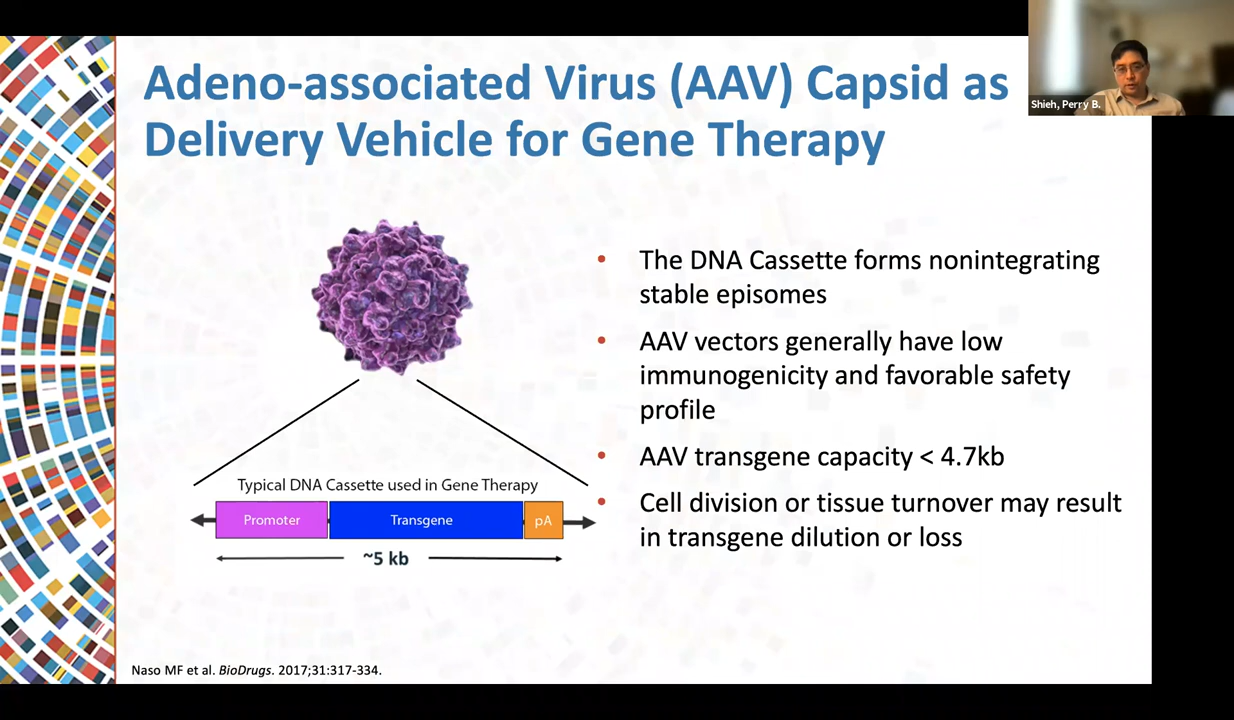 Adeno-associated Virus (AAV) Capsid as
Delivery Vehicle for Gene Therapy
Shieh, Perry B.
• The DNA Cassette forms nonintegrating
stable episomes
• AAV vectors generally have low
immunogenicity and favorable safety
profile
• AAV transgene capacity < 4.7kb
• Cell division or tissue turnover may result
in transgene dilution or loss
Typical DNA Cassette used in Gene Therapy
Promoter
Transgene
pA
~5 kb
Naso MF et al. BioDrugs. 2017;31:317-334.